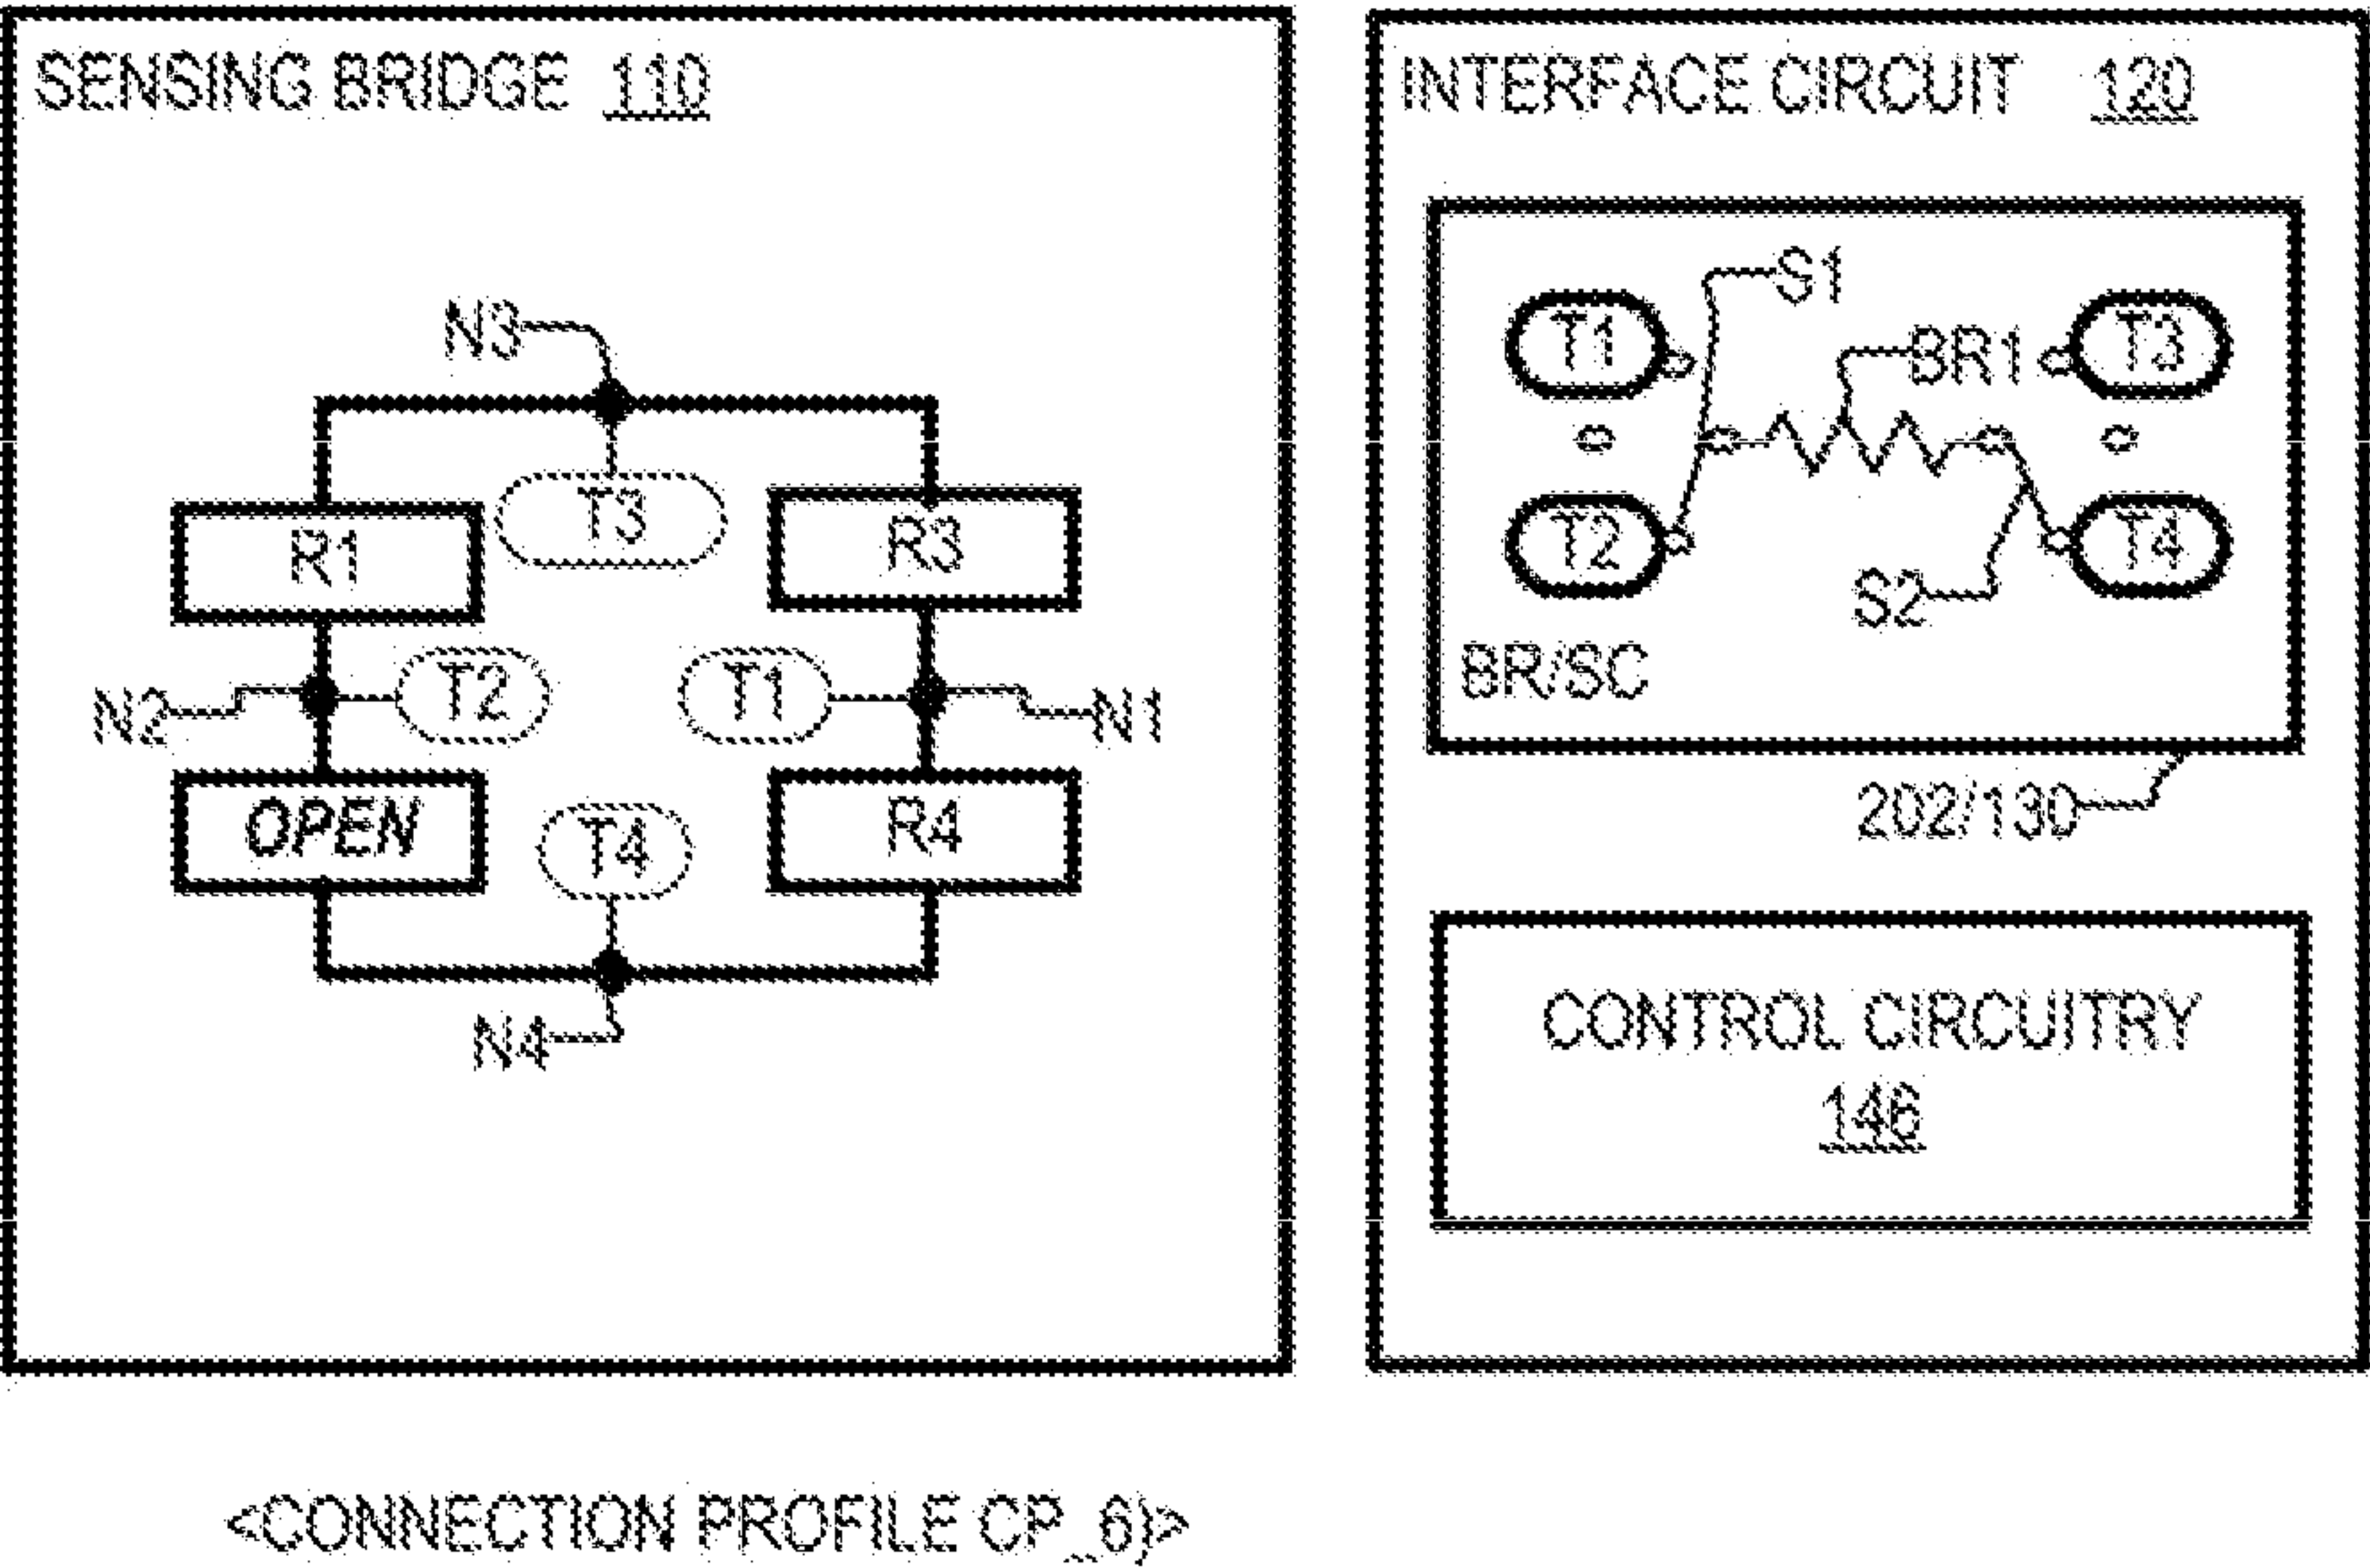 SENSING BRIDGE 110
N3
T3
R1
R3
N2
T2
T1
N1
OPEN
T4
R4
N4
INTERFACE CIRCUIT 120
S1
T1
BR1
T3
T2
T4
S2
BR/SC
202/130
CONTROL CIRCUITRY
146
<CONNECTION PROFILE CP_6)>